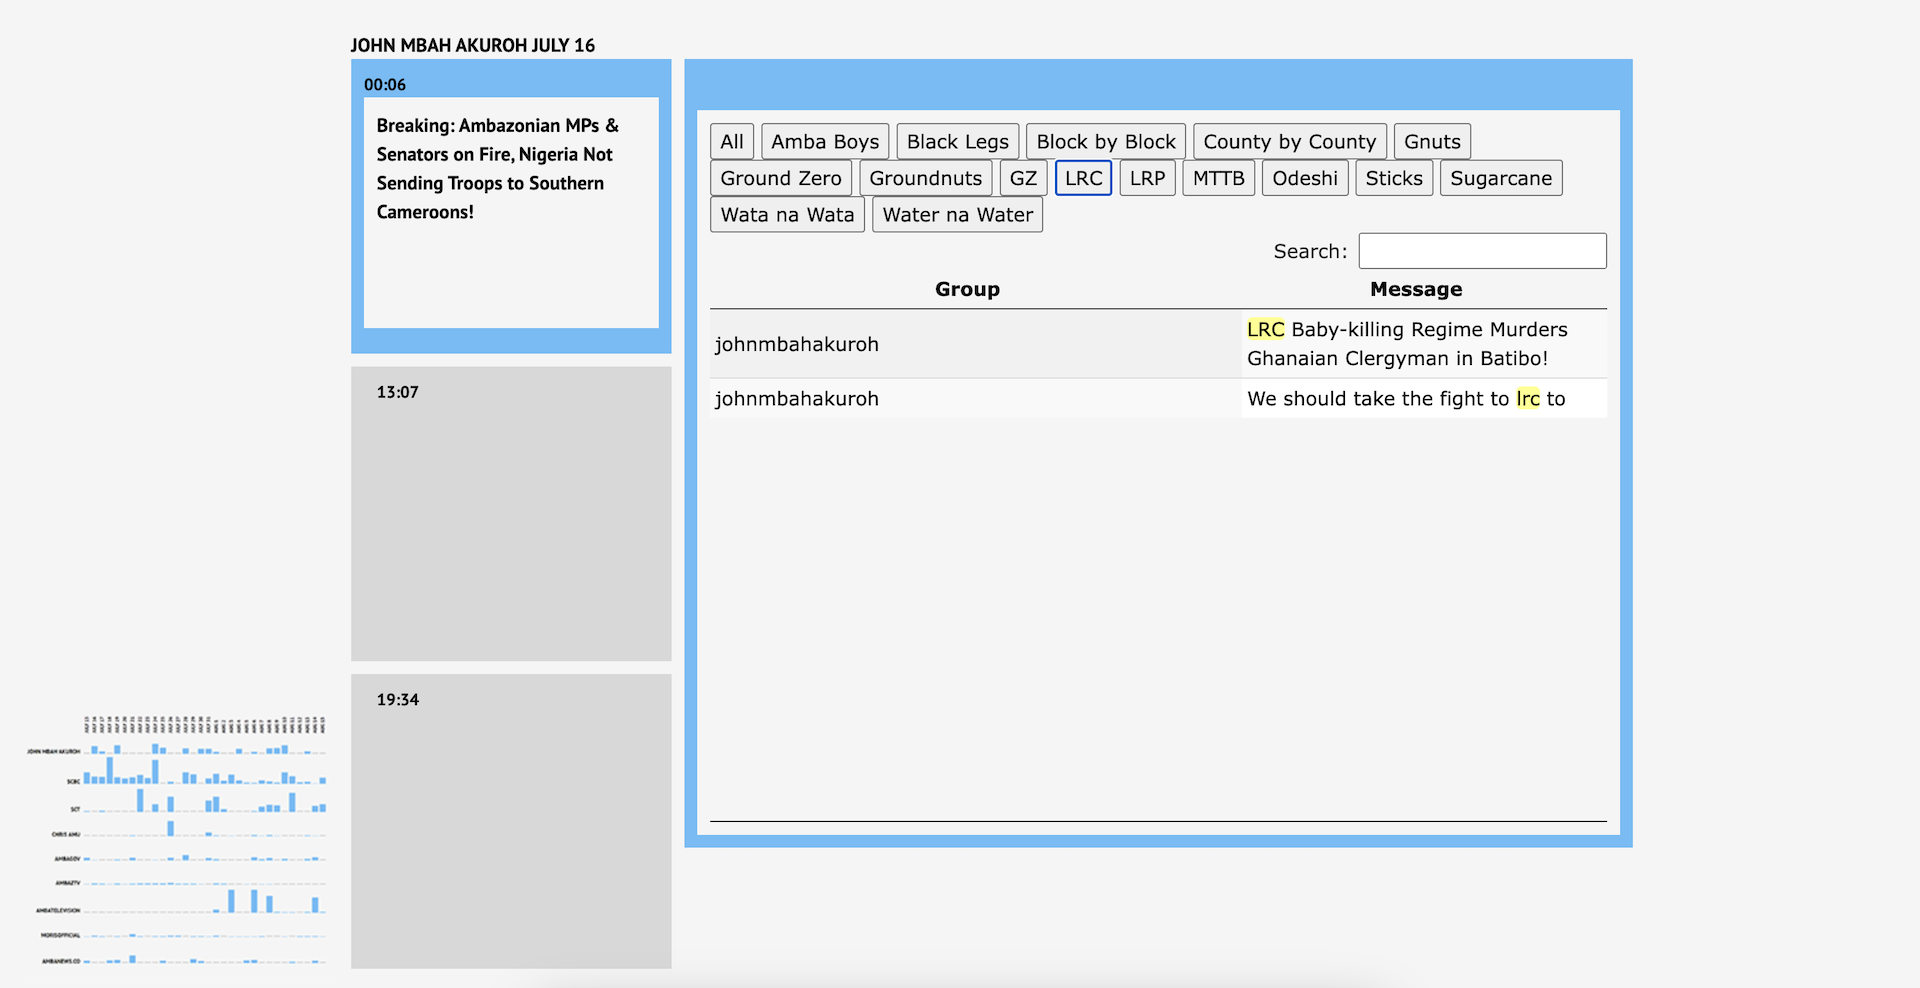 JOHN MBAH AKUROH JULY 16
00:06
Breaking: Ambazonian MPs &
Senators on Fire, Nigeria Not
Sending Troops to Southern
Cameroons!
13:07
19:34
All Amba Boys Black Legs Block by Block County by County Gnuts
Ground Zero Groundnuts GZ LRC LRP MTTB Odeshi Sticks Sugarcane
Wata na Wata Water na Water
Search:
Group Message
johnmbahakuroh
LRC Baby-killing Regime Murders
Ghanaian Clergyman in Batibo!
johnmbahakuroh
We should take the fight to lrc to
JOHN MBAH AKUROH
SCBC
SCT
CHRIS ANU
AMBAGOV
AMBAZTV
AMBATELEVISION
MORISOFFICIAL
AMBANEWS.CO